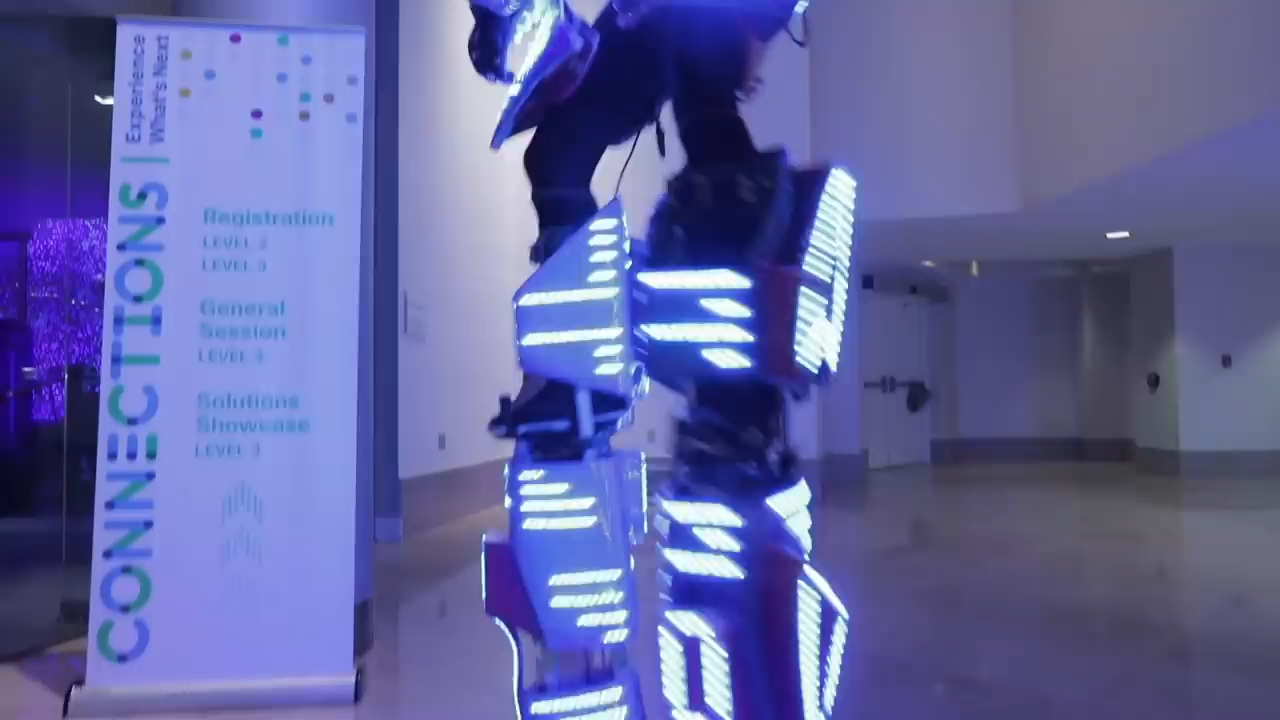 CONNECTIONS
Experience
What's Next
Registration
LEVEL 2
LEVEL 3
General
Session
LEVEL 3
Solutions
Showcase
LEVEL 3